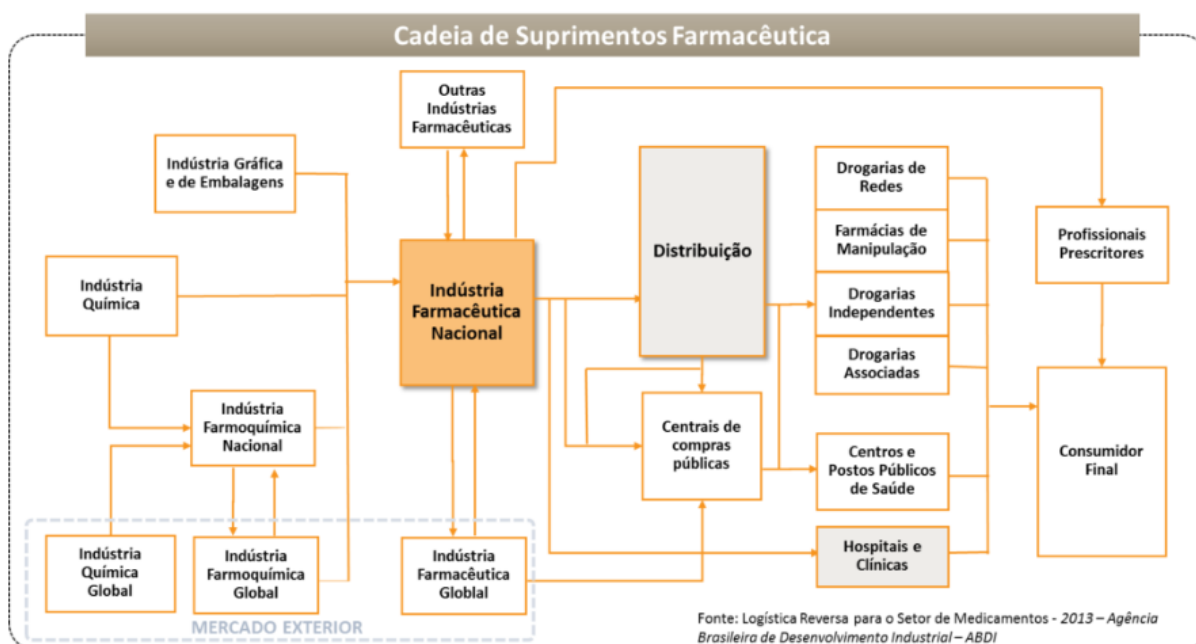 Cadeia de Suprimentos Farmacêutica
Outras
Indústrias
Farmacêuticas
Indústria Gráfica
e de Embalagens
Indústria
Química
Indústria
Farmacêutica
Nacional
Distribuição
Drogarias
de Redes
Farmácias de
Manipulação
Drogarias
Independentes
Drogarias
Associadas
Profissionais
Prescritores
Indústria
Farmoquímica
Nacional
Centrais de
compras
públicas
Centros e
Postos Públicos
de Saúde
Consumidor
Final
Indústria
Química
Global
Indústria
Farmoquímica
Global
Indústria
Farmacêutica
Globlal
Hospitais e
Clínicas
MERCADO EXTERIOR
Fonte: Logística Reversa para o Setor de Medicamentos - 2013 – Agência
Brasileira de Desenvolvimento Industrial – ABDI